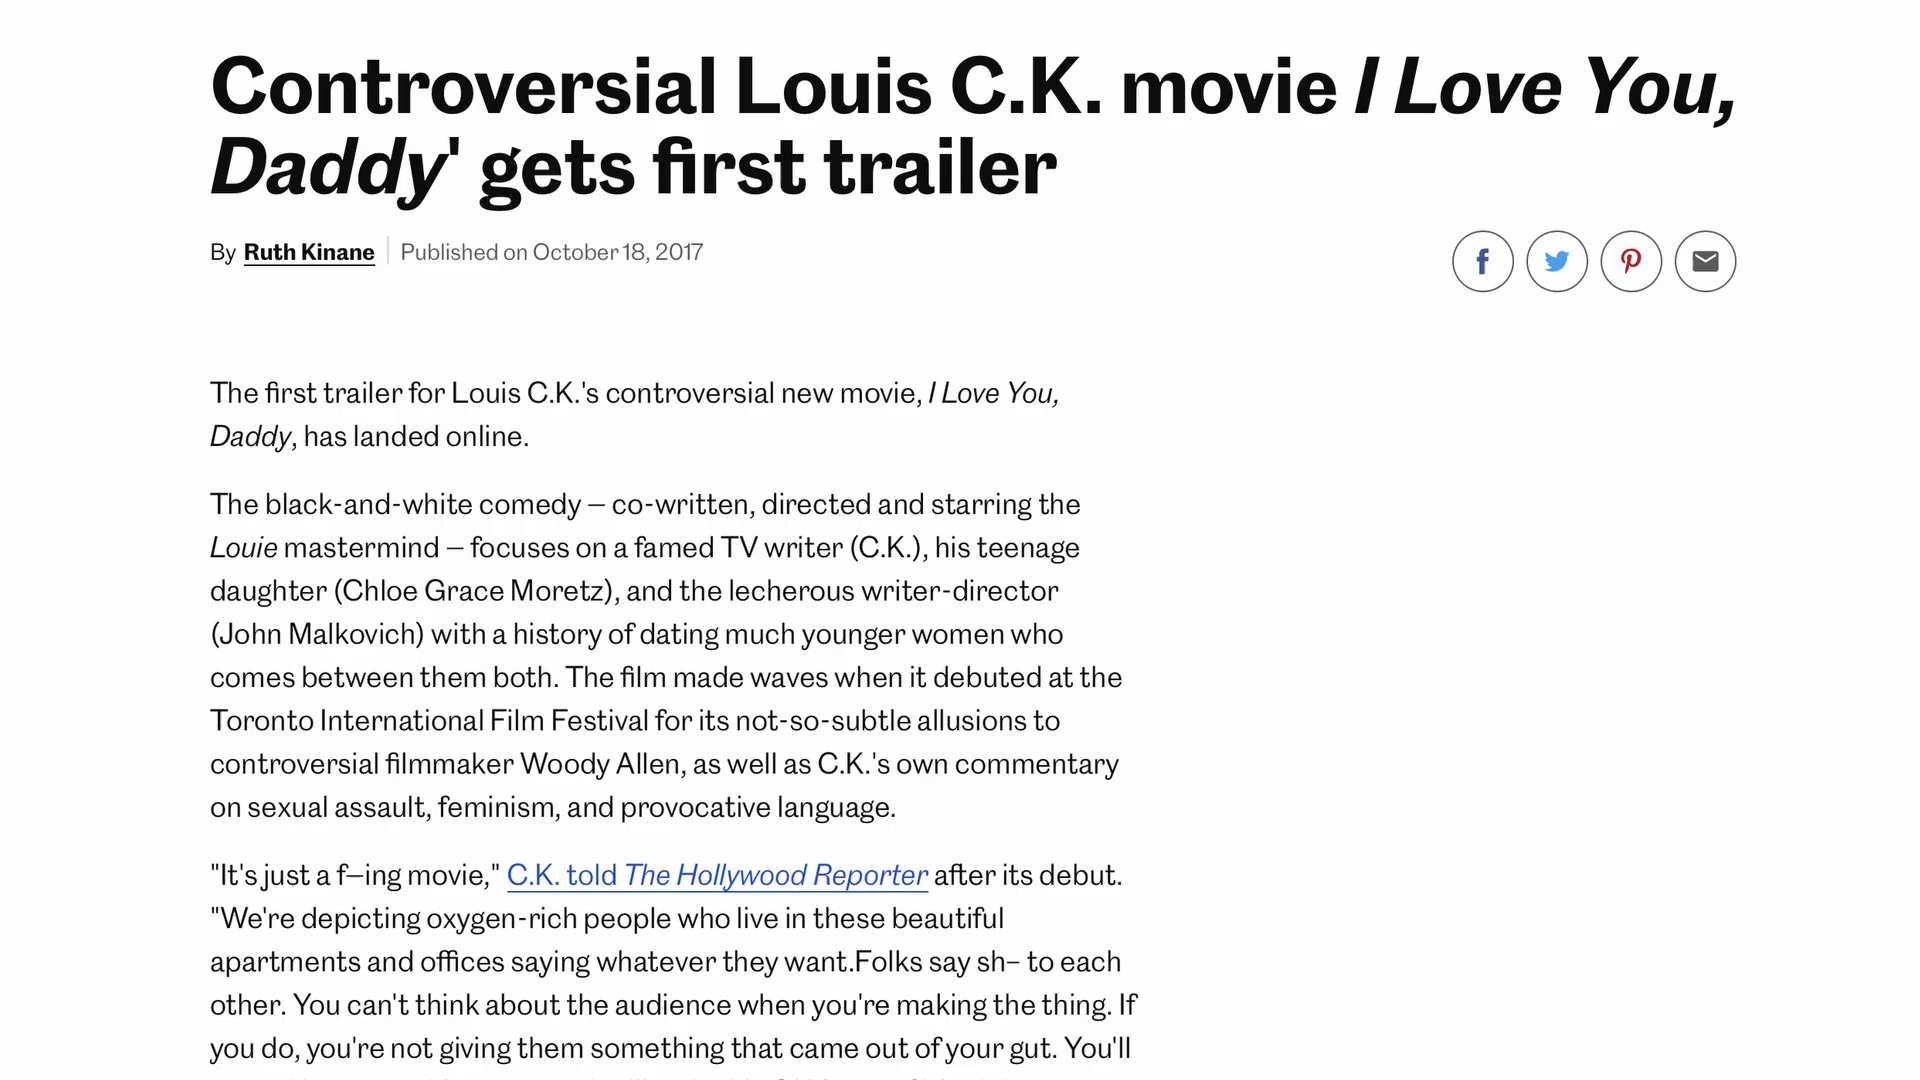 Controversial Louis C.K. movie I Love You,
Daddy' gets first trailer
By Ruth Kinane Published on October 18, 2017
The first trailer for Louis C.K.'s controversial new movie, I Love You,
Daddy, has landed online.
The black-and-white comedy — co-written, directed and starring the
Louie mastermind — focuses on a famed TV writer (C.K.), his teenage
daughter (Chloe Grace Moretz), and the lecherous writer-director
(John Malkovich) with a history of dating much younger women who
comes between them both. The film made waves when it debuted at the
Toronto International Film Festival for its not-so-subtle allusions to
controversial filmmaker Woody Allen, as well as C.K.'s own commentary
on sexual assault, feminism, and provocative language.
"It's just a f—ing movie," C.K. told The Hollywood Reporter after its debut.
"We're depicting oxygen-rich people who live in these beautiful
apartments and offices saying whatever they want.Folks say sh– to each
other. You can't think about the audience when you're making the thing. If
you do, you're not giving them something that came out of your gut. You'll